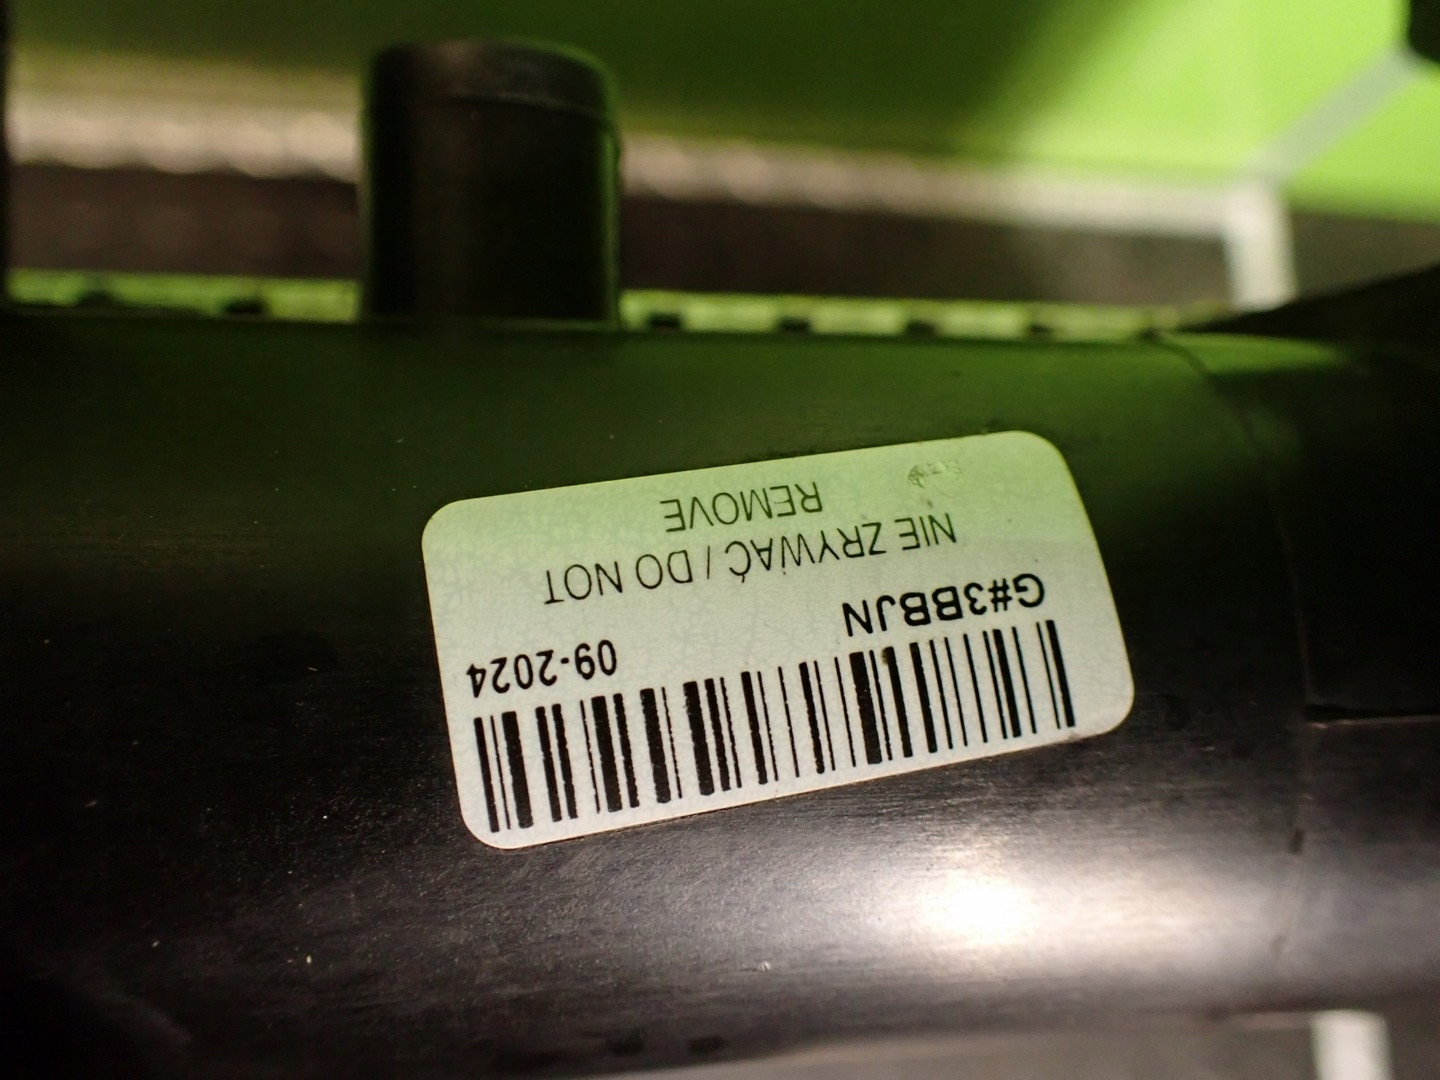 09-2024
G#3BBJN
NIE ZRYWAĆ / DO NOT
REMOVE